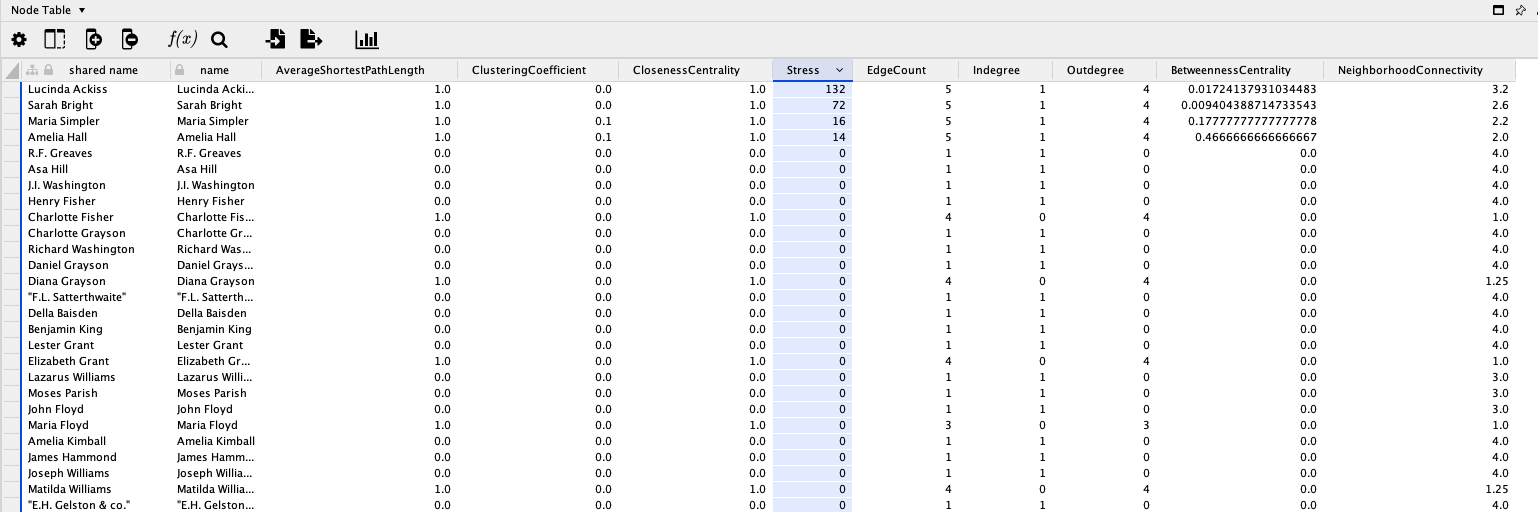 Node Table
f(x)
shared name name AverageShortestPathLength ClusteringCoefficient ClosenessCentrality Stress EdgeCount Indegree Outdegree BetweennessCentrality NeighborhoodConnectivity
Lucinda Ackiss Lucinda Acki... 1.0 0.0 1.0 132 5 1 4 0.01724137931034483 3.2
Sarah Bright Sarah Bright 1.0 0.0 1.0 72 5 1 4 0.009404388714733543 2.6
Maria Simpler Maria Simpler 1.0 0.1 1.0 16 5 1 4 0.17777777777777778 2.2
Amelia Hall Amelia Hall 1.0 0.1 1.0 14 5 1 4 0.4666666666666667 2.0
R.F. Greaves R.F. Greaves 0.0 0.0 0.0 0 1 1 0 0.0 4.0
Asa Hill Asa Hill 0.0 0.0 0.0 0 1 1 0 0.0 4.0
J.I. Washington J.I. Washington 0.0 0.0 0.0 0 1 1 0 0.0 4.0
Henry Fisher Henry Fisher 0.0 0.0 0.0 0 1 1 0 0.0 4.0
Charlotte Fisher Charlotte Fis... 1.0 0.0 1.0 0 4 0 4 0.0 1.0
Charlotte Grayson Charlotte Gr... 0.0 0.0 0.0 0 1 1 0 0.0 4.0
Richard Washington Richard Was... 0.0 0.0 0.0 0 1 1 0 0.0 4.0
Daniel Grayson Daniel Grays... 0.0 0.0 0.0 0 1 1 0 0.0 4.0
Diana Grayson Diana Grayson 1.0 0.0 1.0 0 4 0 4 0.0 1.25
"F.L. Satterthwaite" "F.L. Satterth... 0.0 0.0 0.0 0 1 1 0 0.0 4.0
Della Baisden Della Baisden 0.0 0.0 0.0 0 1 1 0 0.0 4.0
Benjamin King Benjamin King 0.0 0.0 0.0 0 1 1 0 0.0 4.0
Lester Grant Lester Grant 0.0 0.0 0.0 0 1 1 0 0.0 4.0
Elizabeth Grant Elizabeth Gr... 1.0 0.0 1.0 0 4 0 4 0.0 1.0
Lazarus Williams Lazarus Willi... 0.0 0.0 0.0 0 1 1 0 0.0 3.0
Moses Parish Moses Parish 0.0 0.0 0.0 0 1 1 0 0.0 3.0
John Floyd John Floyd 0.0 0.0 0.0 0 1 1 0 0.0 3.0
Maria Floyd Maria Floyd 1.0 0.0 1.0 0 3 0 3 0.0 1.0
Amelia Kimball Amelia Kimball 0.0 0.0 0.0 0 1 1 0 0.0 4.0
James Hammond James Hamm... 0.0 0.0 0.0 0 1 1 0 0.0 4.0
Joseph Williams Joseph Willia... 0.0 0.0 0.0 0 1 1 0 0.0 4.0
Matilda Williams Matilda Willia... 1.0 0.0 1.0 0 4 0 4 0.0 1.25
"E.H. Gelston & co." "E.H. Gelston... 0.0 0.0 0.0 0 1 1 0 0.0 4.0